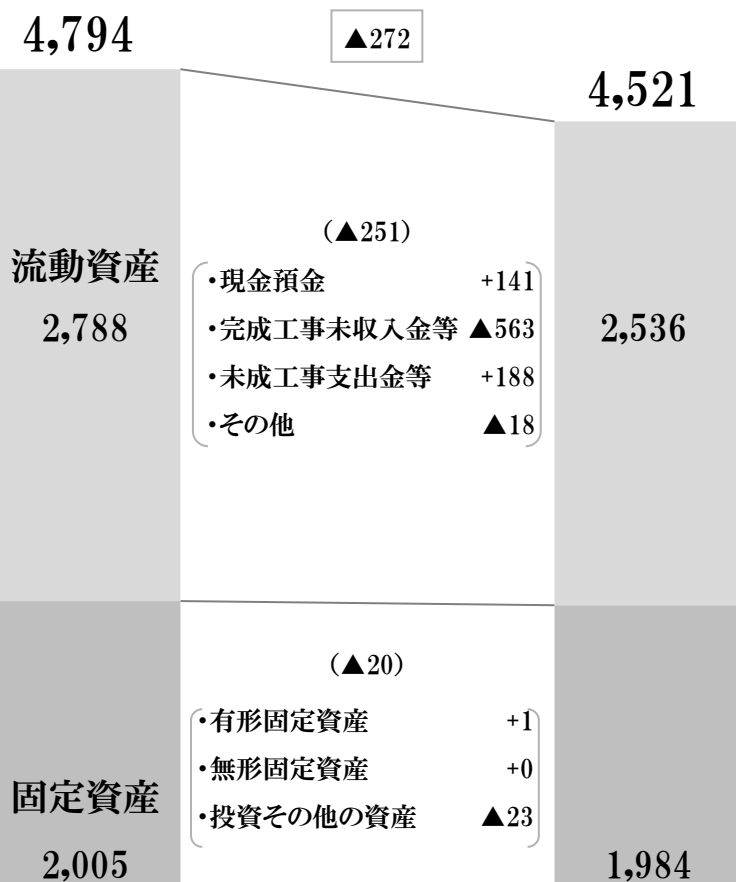 4,794
▲272
4,521
(▲251)
流動資産
2,788
・現金預金 +141
・完成工事未収入金等 ▲563
・未成工事支出金等 +188
・その他 ▲18
2,536
(▲20)
・有形固定資産 +1
・無形固定資産 +0
・投資その他の資産 ▲23
固定資産
2,005
1,984